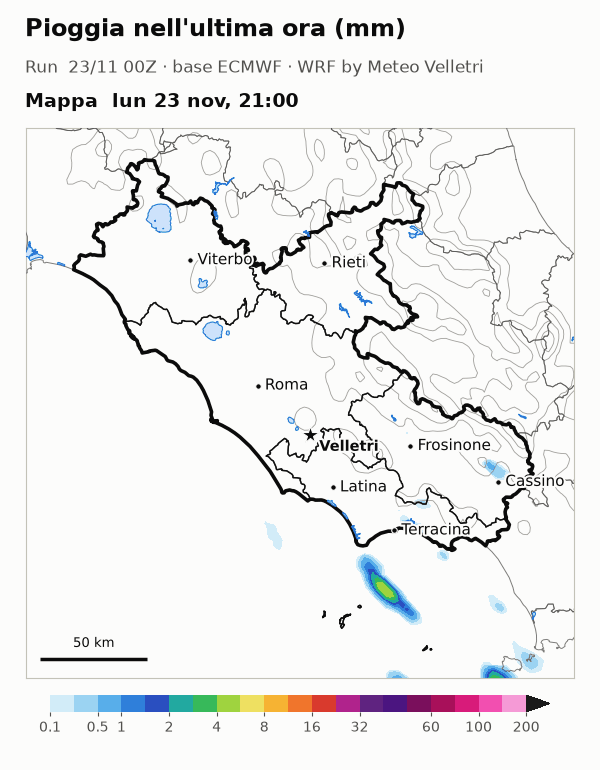 Pioggia nell'ultima ora (mm)
Run  23/11 00Z · base ECMWF · WRF by Meteo Velletri
Mappa  lun 23 nov, 21:00
Viterbo
Rieti
Roma
Velletri
Frosinone
Cassino
Latina
Terracina
50 km
0.1 0.5 1 2 4 8 16 32 60 100 200